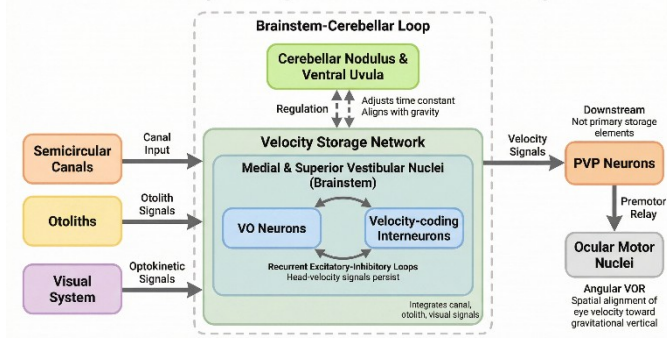 Brainstem-Cerebellar Loop
Cerebellar Nodulus &
Ventral Uvula
Regulation
Adjusts time constant
Aligns with gravity
Semicircular
Canals
Canal
Input
Otoliths
Otolith
Signals
Visual
System
Optokinetic
Signals
Velocity Storage Network
Medial & Superior Vestibular Nuclei
(Brainstem)
VO Neurons
Velocity-coding
Interneurons
Recurrent Excitatory-Inhibitory Loops
Head-velocity signals persist
Integrates canal,
otolith, visual signals
Velocity
Signals
Downstream
Not primary storage
elements
PVP Neurons
Premotor
Relay
Ocular Motor
Nuclei
Angular VOR
Spatial alignment of
eye velocity toward
gravitational vertical